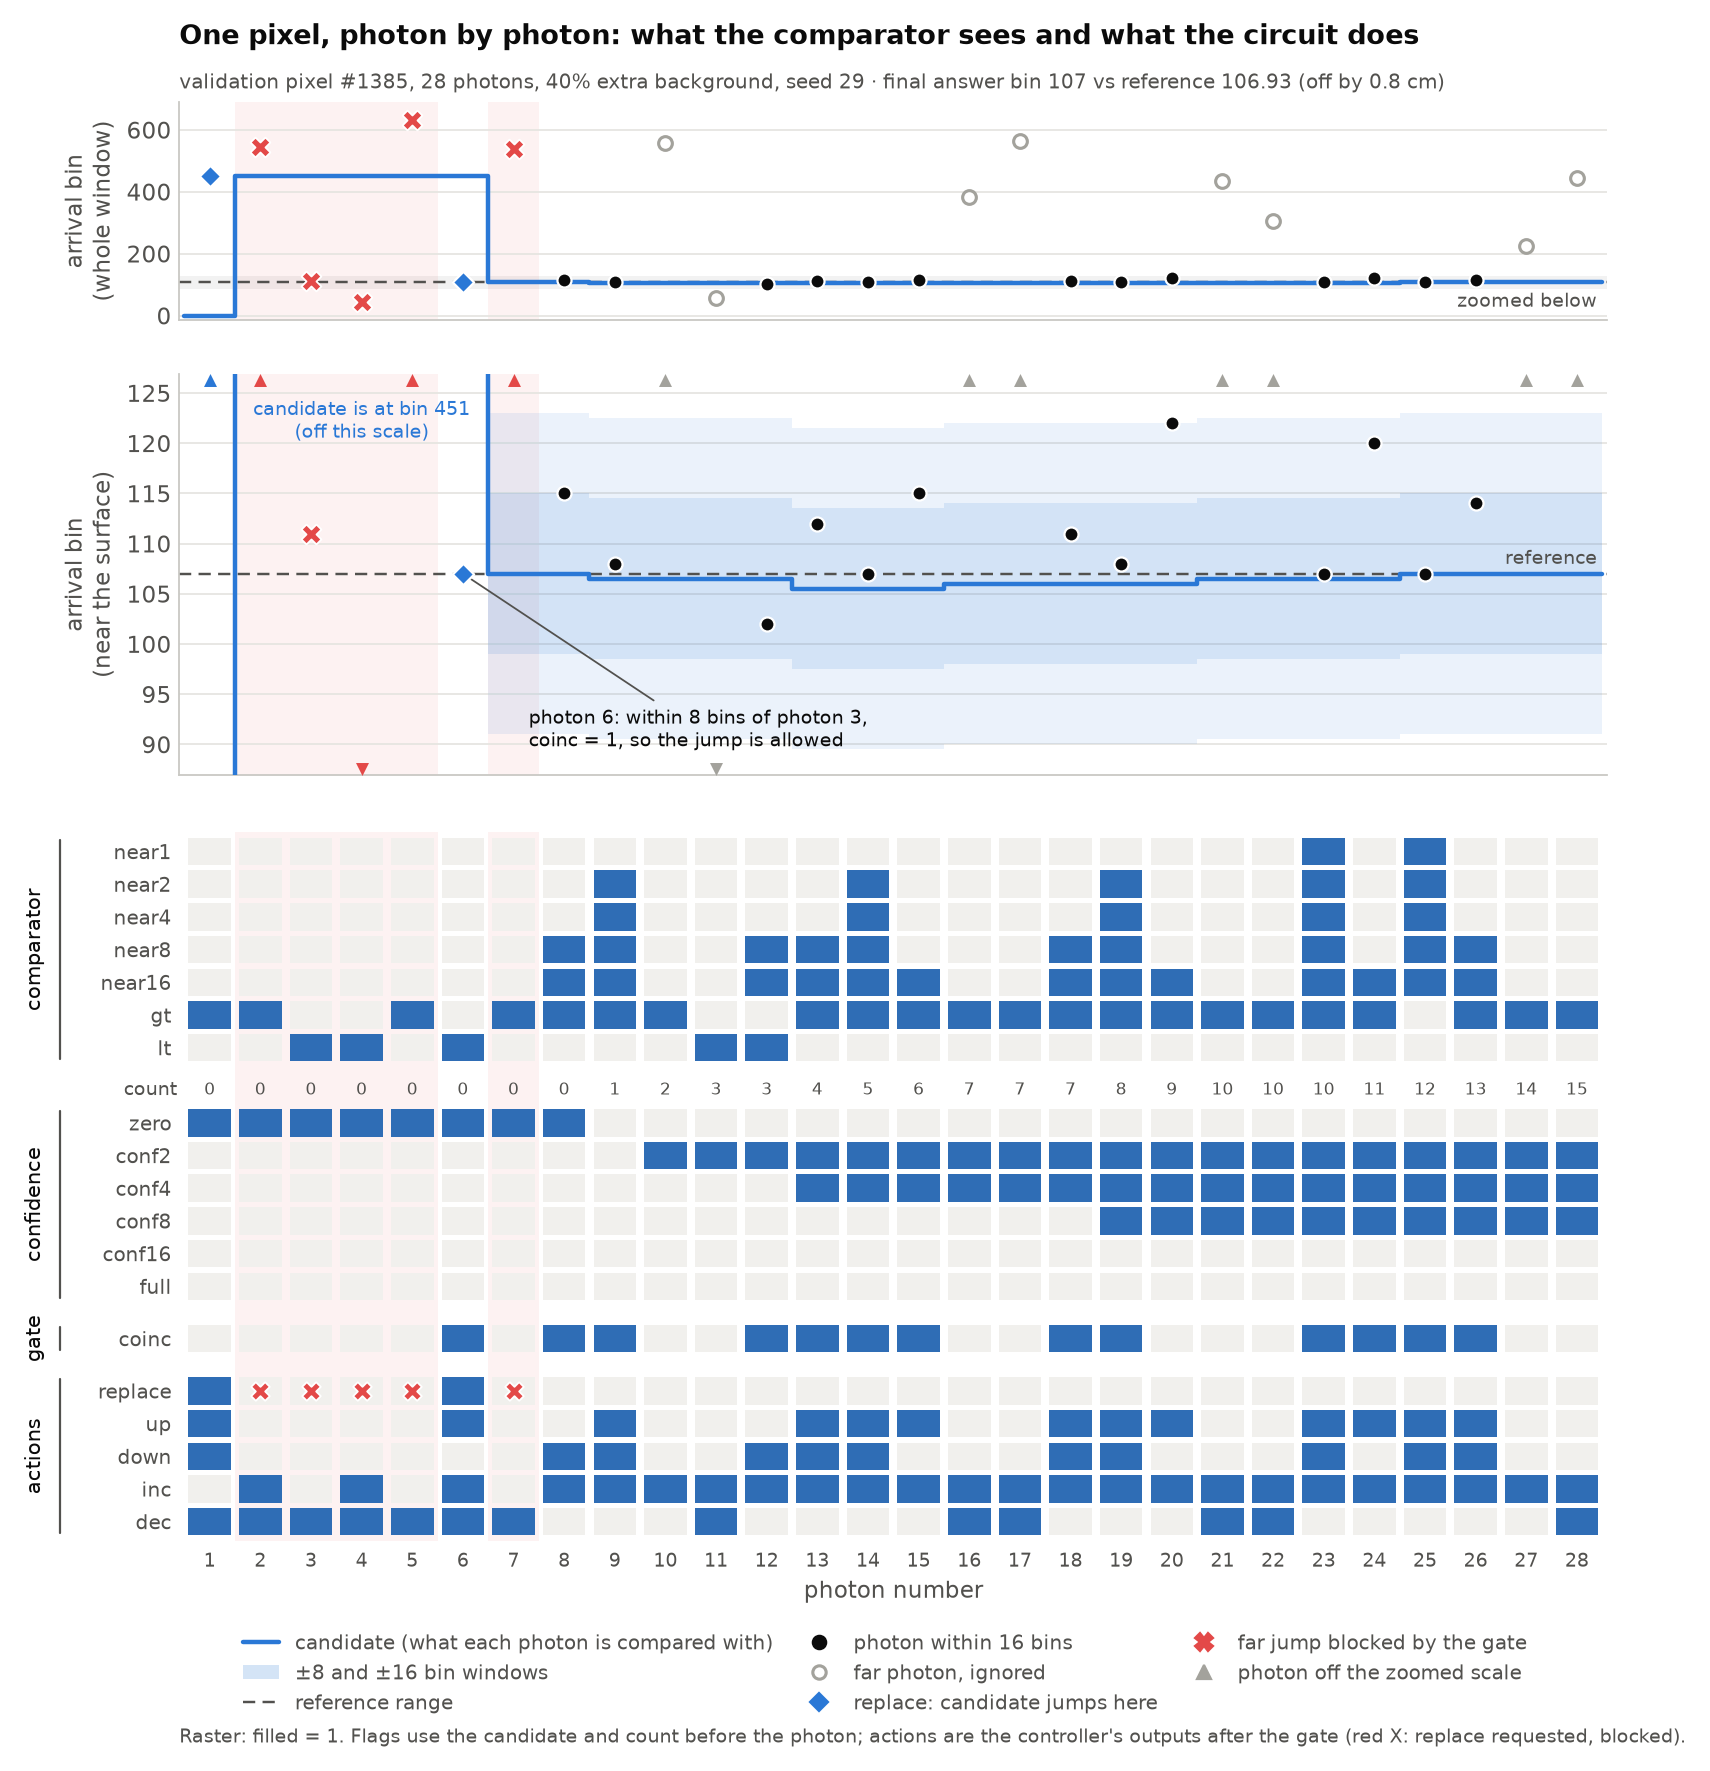 One pixel, photon by photon: what the comparator sees and what the circuit does
validation pixel #1385, 28 photons, 40% extra background, seed 29 · final answer bin 107 vs reference 106.93 (off by 0.8 cm)
arrival bin
(whole window)
600
400
200
0
zoomed below
arrival bin
(near the surface)
125
120
115
110
105
100
95
90
candidate is at bin 451
(off this scale)
reference
photon 6: within 8 bins of photon 3,
coinc = 1, so the jump is allowed
comparator
near1
near2
near4
near8
near16
gt
lt
count 0 0 0 0 0 0 0 0 1 2 3 3 4 5 6 7 7 7 8 9 10 10 10 11 12 13 14 15
confidence
zero
conf2
conf4
conf8
conf16
full
gate
coinc
actions
replace
up
down
inc
dec
1 2 3 4 5 6 7 8 9 10 11 12 13 14 15 16 17 18 19 20 21 22 23 24 25 26 27 28
photon number
candidate (what each photon is compared with)
±8 and ±16 bin windows
reference range
photon within 16 bins
far photon, ignored
replace: candidate jumps here
far jump blocked by the gate
photon off the zoomed scale
Raster: filled = 1. Flags use the candidate and count before the photon; actions are the controller's outputs after the gate (red X: replace requested, blocked).